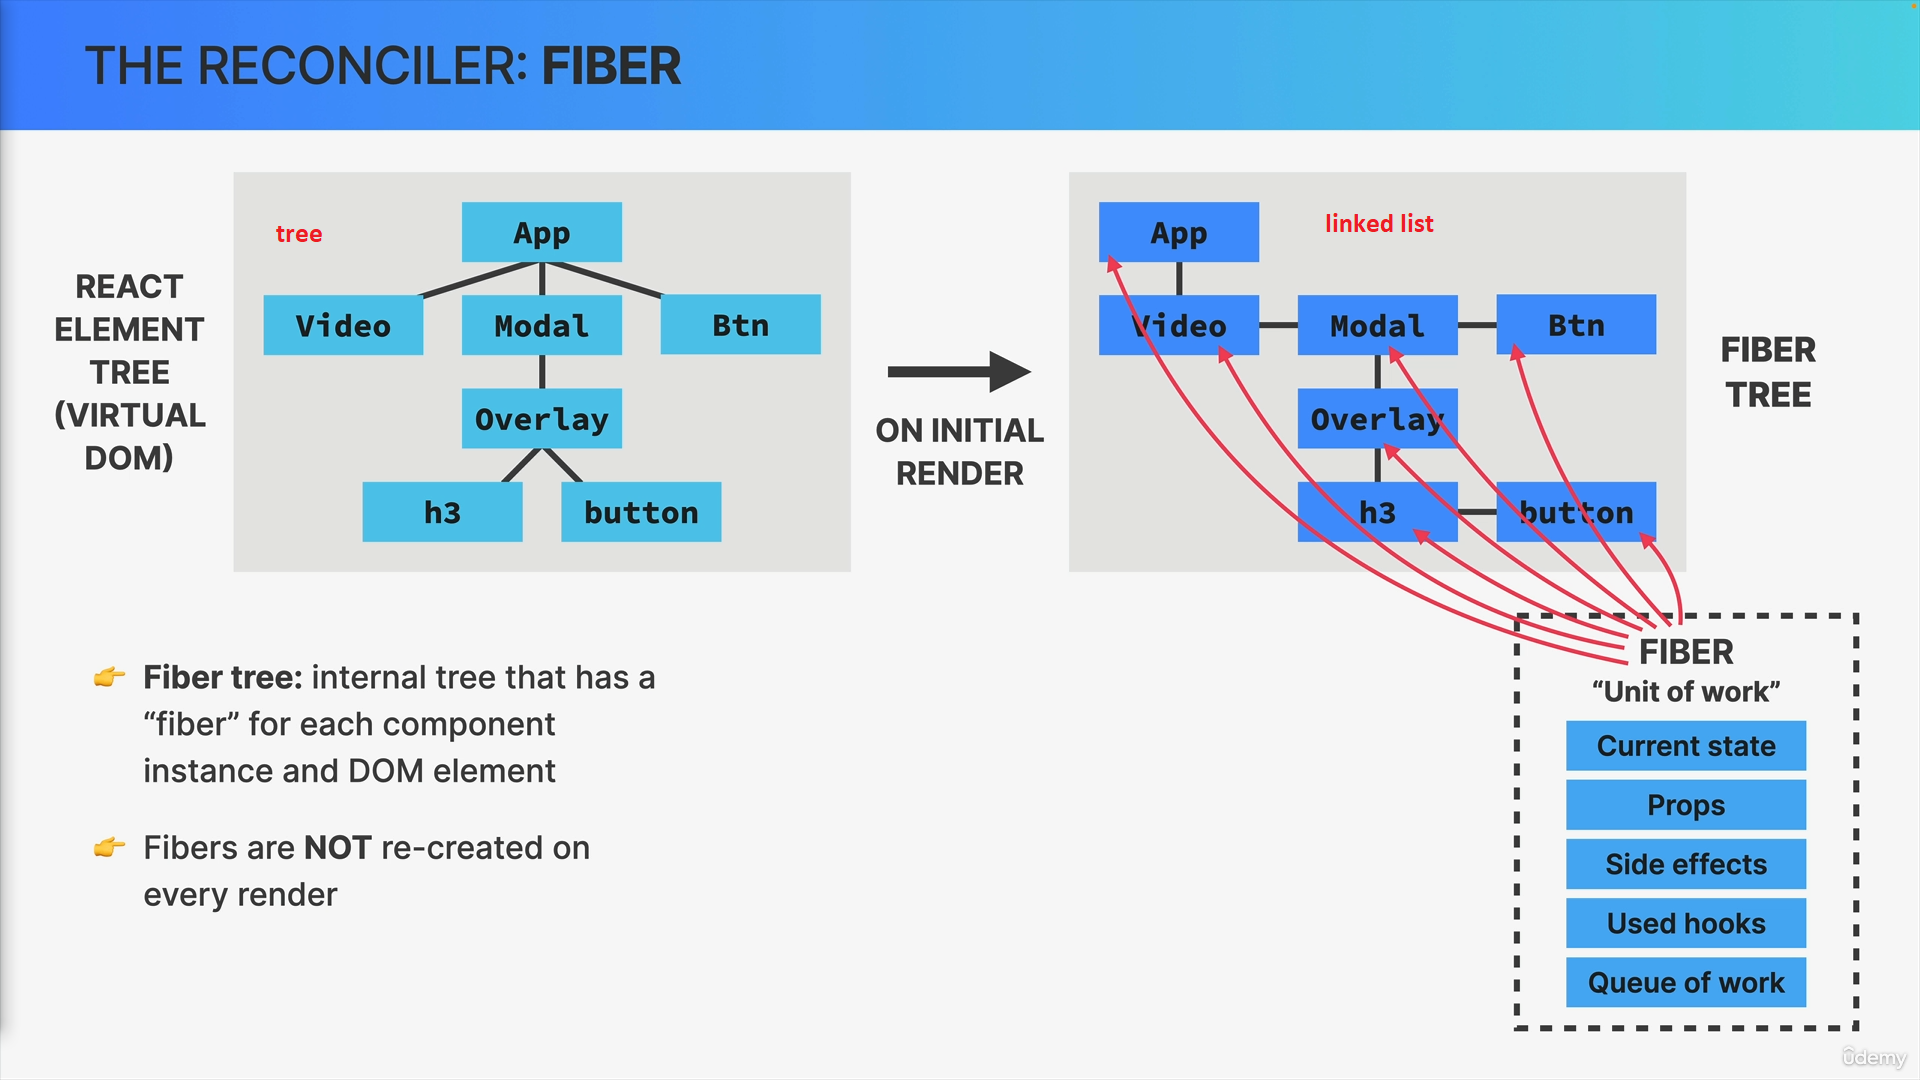 THE RECONCILER: FIBER
REACT
ELEMENT
TREE
(VIRTUAL
DOM)
tree
App
Video
Modal
Btn
Overlay
h3
button
ON INITIAL
RENDER
linked list
App
Video
Modal
Btn
Overlay
h3
button
FIBER
TREE
👉 Fiber tree: internal tree that has a
“fiber” for each component
instance and DOM element
👉 Fibers are NOT re-created on
every render
FIBER
“Unit of work”
Current state
Props
Side effects
Used hooks
Queue of work
ûdemy